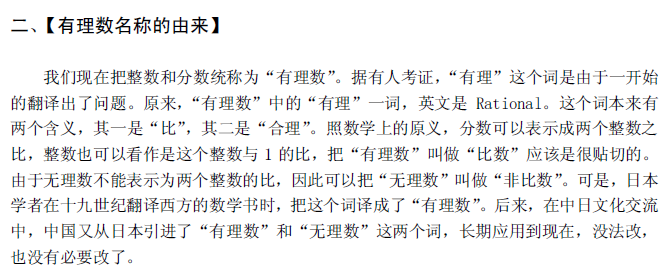 二、【有理数名称的由来】
我们现在把整数和分数统称为“有理数”。据有人考证，“有理”这个词是由于一开始
的翻译出了问题。原来，“有理数”中的“有理”一词，英文是 Rational。这个词本来有
两个含义，其一是“比”，其二是“合理”。照数学上的原义，分数可以表示成两个整数之
比，整数也可以看作是这个整数与 1 的比，把“有理数”叫做“比数”应该是很贴切的。
由于无理数不能表示为两个整数的比，因此可以把“无理数”叫做“非比数”。可是，日本
学者在十九世纪翻译西方的数学书时，把这个词译成了“有理数”。后来，在中日文化交流
中，中国又从日本引进了“有理数”和“无理数”这两个词，长期应用到现在，没法改，
也没有必要改了。